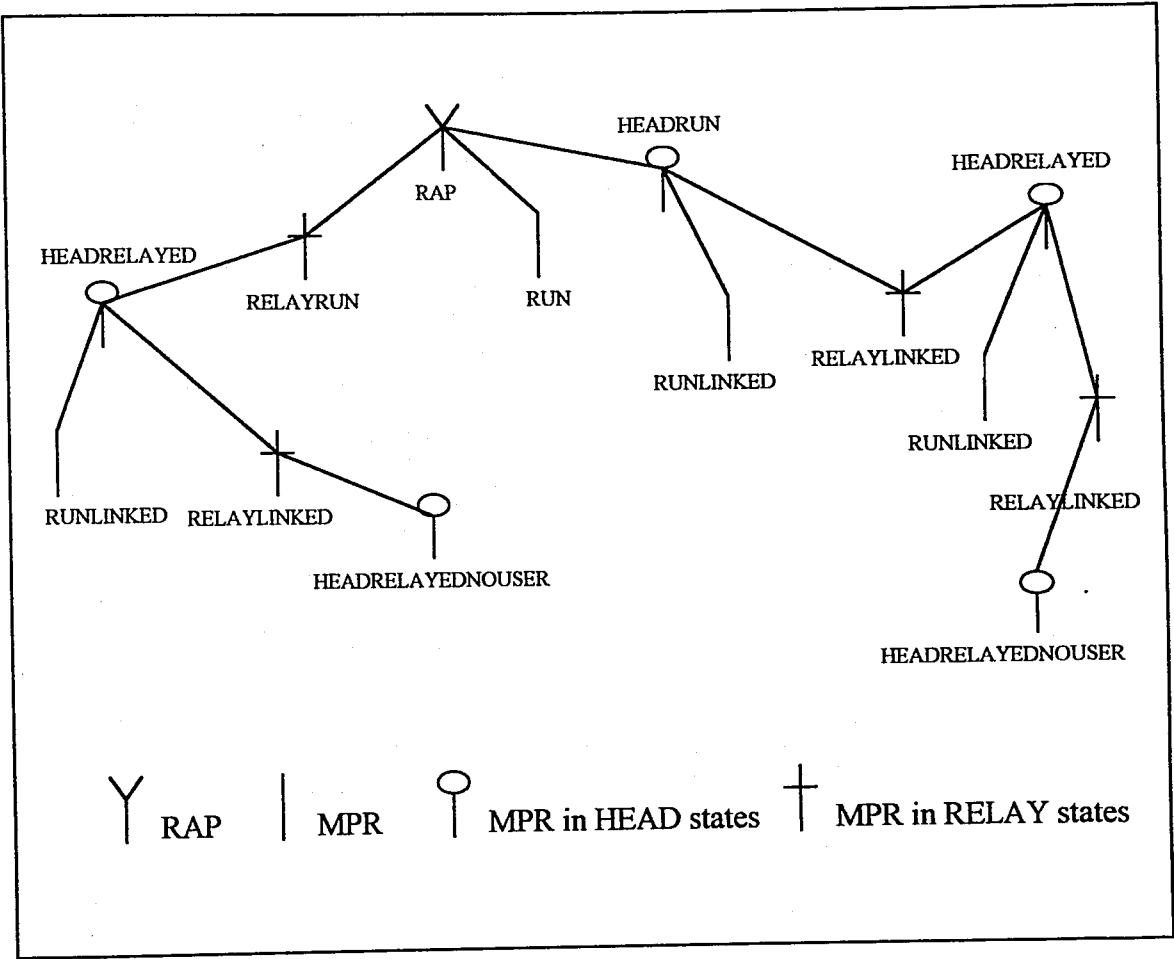 HEADRUN
HEADRELAYED
RAP
HEADRELAYED
RELAYRUN
RUN
RELAYLINKED
RUNLINKED
RUNLINKED
RELAYLINKED
RUNLINKED
RELAYLINKED
HEADRELAYEDNOUSER
HEADRELAYEDNOUSER
RAP
MPR
MPR in HEAD states
MPR in RELAY states